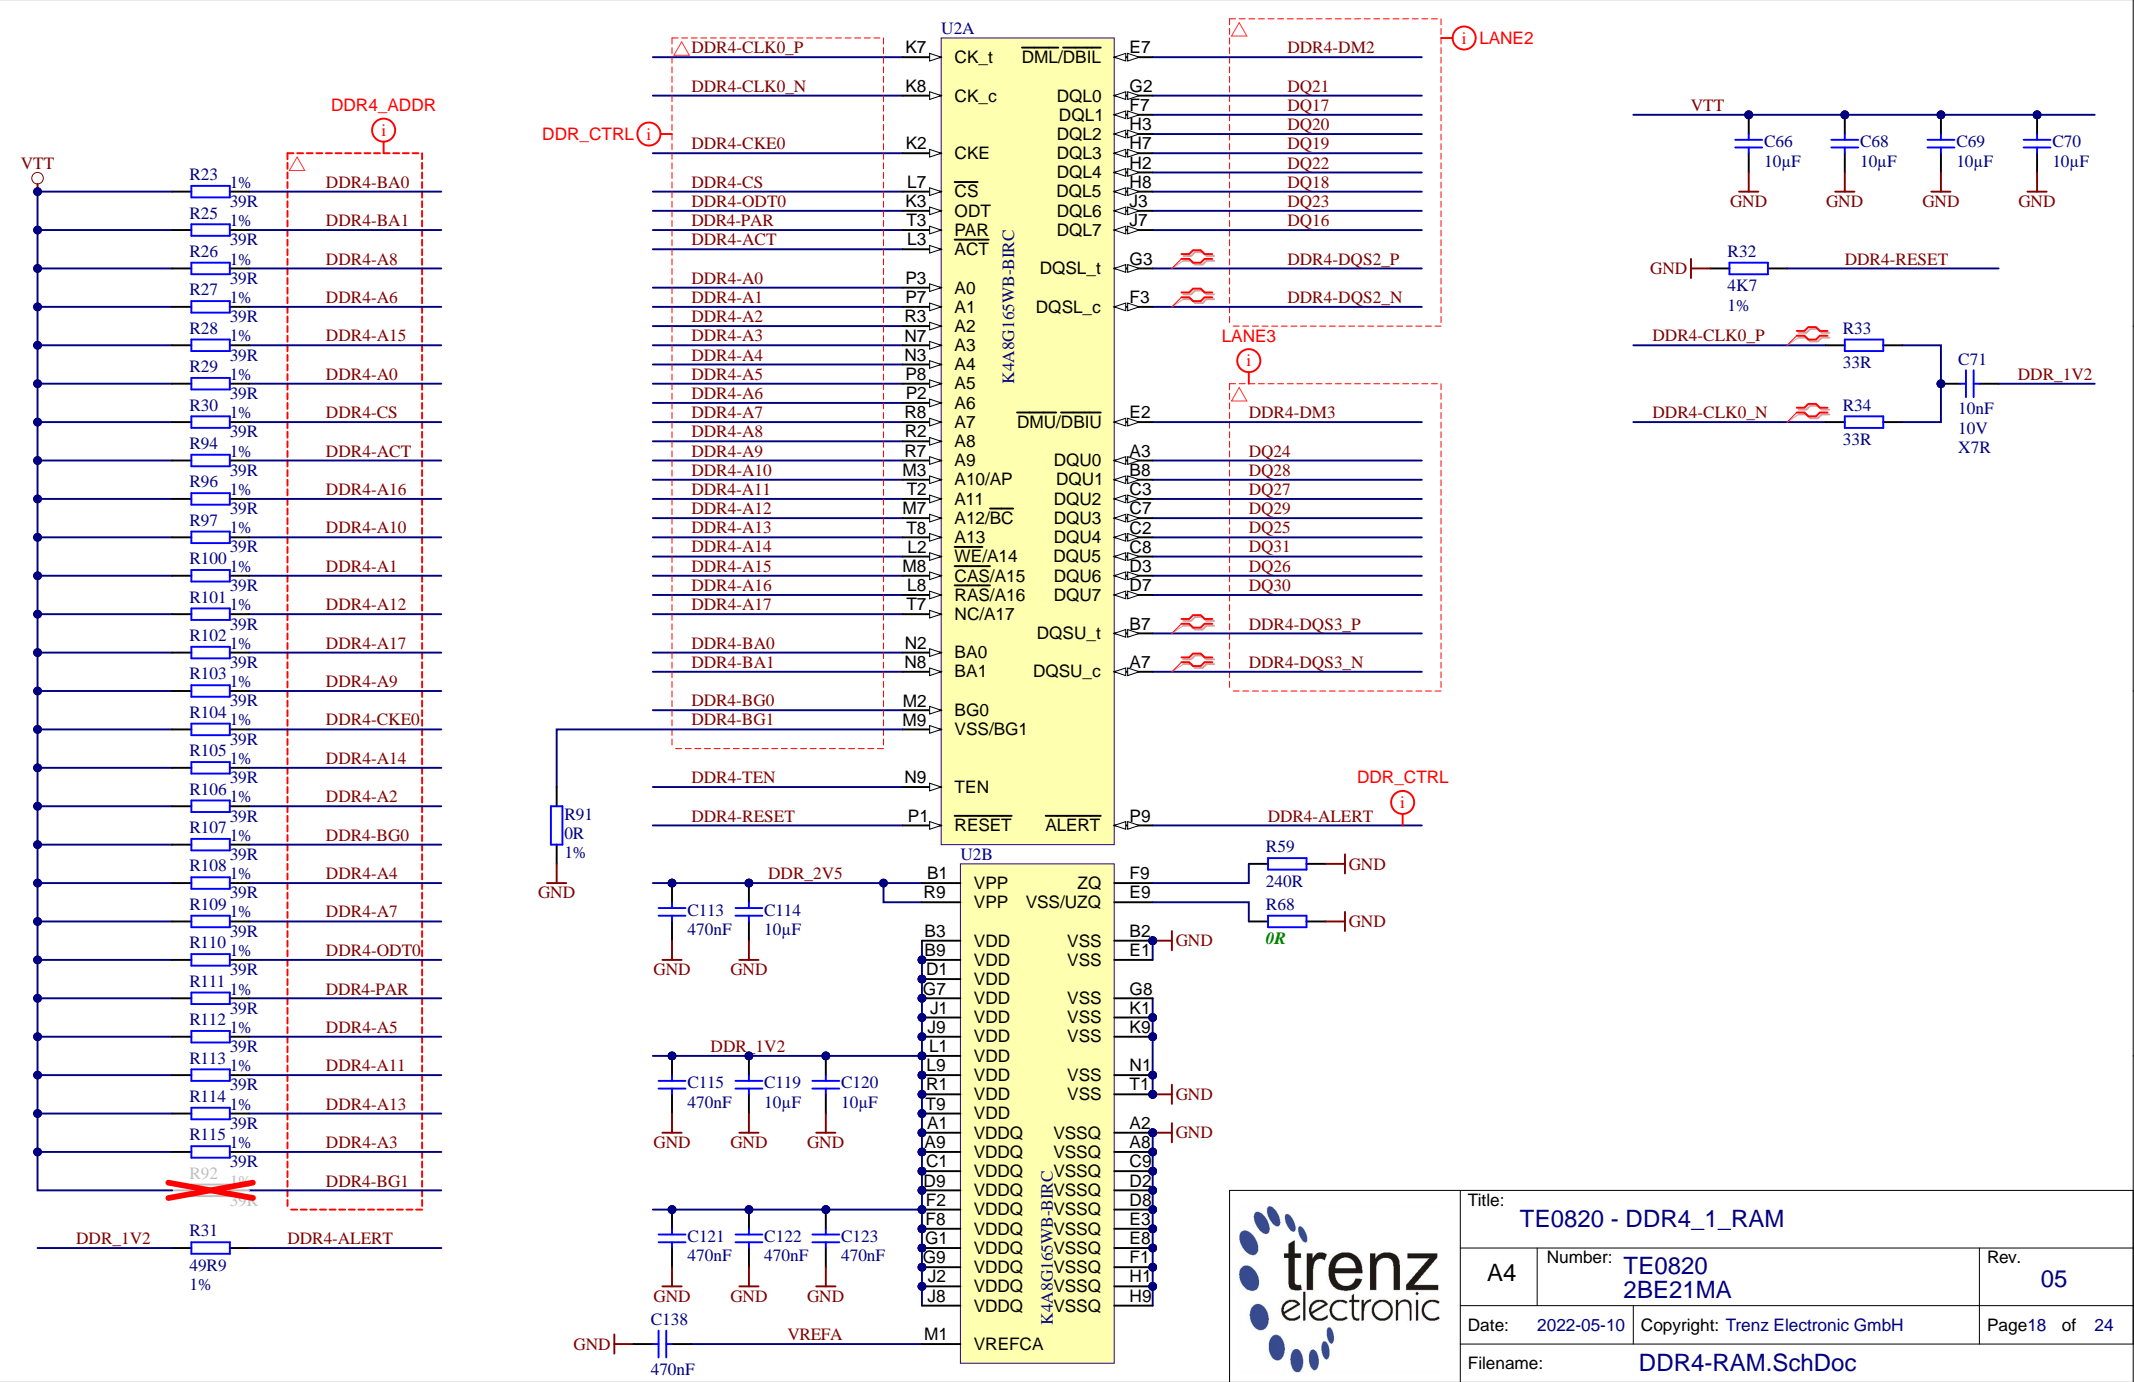 DDR4_ADDR
i
VTT
R23 1% 39R DDR4-BA0
R25 1% 39R DDR4-BA1
R26 1% 39R DDR4-A8
R27 1% 39R DDR4-A6
R28 1% 39R DDR4-A15
R29 1% 39R DDR4-A0
R30 1% 39R DDR4-CS
R94 1% 39R DDR4-ACT
R96 1% 39R DDR4-A16
R97 1% 39R DDR4-A10
R100 1% 39R DDR4-A1
R101 1% 39R DDR4-A12
R102 1% 39R DDR4-A17
R103 1% 39R DDR4-A9
R104 1% 39R DDR4-CKE0
R105 1% 39R DDR4-A14
R106 1% 39R DDR4-A2
R107 1% 39R DDR4-BG0
R108 1% 39R DDR4-A4
R109 1% 39R DDR4-A7
R110 1% 39R DDR4-ODT0
R111 1% 39R DDR4-PAR
R112 1% 39R DDR4-A5
R113 1% 39R DDR4-A11
R114 1% 39R DDR4-A13
R115 1% 39R DDR4-A3
R92 1% 39R DDR4-BG1
DDR_1V2 R31 DDR4-ALERT
49R9
1%
U2A
DDR_CTRL i
DDR4-CLK0_P K7 CK_t
DDR4-CLK0_N K8 CK_c
DDR4-CKE0 K2 CKE
DDR4-CS L7 CS
DDR4-ODT0 K3 ODT
DDR4-PAR T3 PAR
DDR4-ACT L3 ACT
DDR4-A0 P3 A0
DDR4-A1 P7 A1
DDR4-A2 R3 A2
DDR4-A3 N7 A3
DDR4-A4 N3 A4
DDR4-A5 P8 A5
DDR4-A6 P2 A6
DDR4-A7 R8 A7
DDR4-A8 R2 A8
DDR4-A9 R7 A9
DDR4-A10 M3 A10/AP
DDR4-A11 T2 A11
DDR4-A12 M7 A12/BC
DDR4-A13 T8 A13
DDR4-A14 L2 WE/A14
DDR4-A15 M8 CAS/A15
DDR4-A16 L8 RAS/A16
DDR4-A17 T7 NC/A17
DDR4-BA0 N2 BA0
DDR4-BA1 N8 BA1
DDR4-BG0 M2 BG0
DDR4-BG1 M9 VSS/BG1
DDR4-TEN N9 TEN
DDR4-RESET P1 RESET
R91
0R
1%
GND
K4A8G165WB-BIRC
i LANE2
DML/DBIL E7 DDR4-DM2
DQL0 G2 DQ21
DQL1 F7 DQ17
DQL2 H3 DQ20
DQL3 H7 DQ19
DQL4 H2 DQ22
DQL5 H8 DQ18
DQL6 J3 DQ23
DQL7 J7 DQ16
DQSL_t G3 DDR4-DQS2_P
DQSL_c F3 DDR4-DQS2_N
LANE3
i
DMU/DBIU E2 DDR4-DM3
DQU0 A3 DQ24
DQU1 B8 DQ28
DQU2 C3 DQ27
DQU3 C7 DQ29
DQU4 C2 DQ25
DQU5 C8 DQ31
DQU6 D3 DQ26
DQU7 D7 DQ30
DQSU_t B7 DDR4-DQS3_P
DQSU_c A7 DDR4-DQS3_N
DDR_CTRL
i
ALERT P9 DDR4-ALERT
U2B
DDR_2V5 B1 VPP
R9 VPP
C113 470nF GND
C114 10µF GND
B3 VDD
B9 VDD
D1 VDD
G7 VDD
J1 VDD
J9 VDD
DDR_1V2 L1 VDD
L9 VDD
R1 VDD
T9 VDD
C115 470nF GND
C119 10µF GND
C120 10µF GND
A1 VDDQ
A9 VDDQ
C1 VDDQ
D9 VDDQ
F2 VDDQ
F8 VDDQ
G1 VDDQ
G9 VDDQ
J2 VDDQ
J8 VDDQ
C121 470nF GND
C122 470nF GND
C123 470nF GND
C138
GND VREFA M1 VREFCA
470nF
K4A8G165WB-BIRC
ZQ F9 R59 240R GND
VSS/UZQ E9 R68 0R GND
VSS B2 GND
VSS E1
VSS G8
VSS K1
VSS K9
VSS N1
VSS T1 GND
VSSQ A2 GND
VSSQ A8
VSSQ C9
VSSQ D2
VSSQ D8
VSSQ E3
VSSQ E8
VSSQ F1
VSSQ H1
VSSQ H9
VTT
C66 C68 C69 C70
10µF 10µF 10µF 10µF
GND GND GND GND
R32
GND DDR4-RESET
4K7
1%
DDR4-CLK0_P R33
33R
C71
DDR_1V2
DDR4-CLK0_N R34
33R
10nF
10V
X7R
trenz
electronic
Title:
TE0820 - DDR4_1_RAM
A4 Number: TE0820 Rev.
2BE21MA 05
Date: 2022-05-10 Copyright: Trenz Electronic GmbH Page18 of 24
Filename: DDR4-RAM.SchDoc